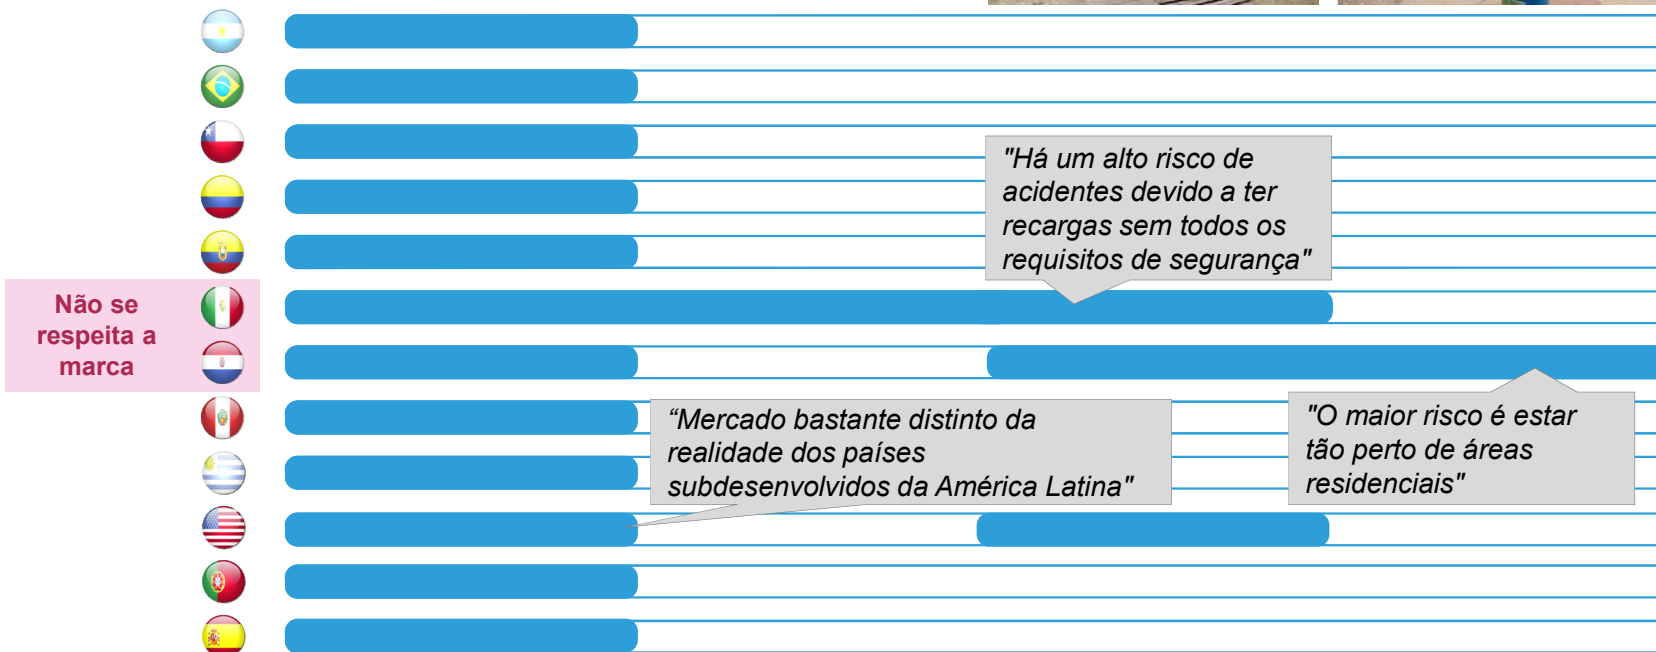 "Há um alto risco de
acidentes devido a ter
recargas sem todos os
requisitos de segurança"
Não se
respeita a
marca
“Mercado bastante distinto da
realidade dos países
subdesenvolvidos da América Latina"
"O maior risco é estar
tão perto de áreas
residenciais"